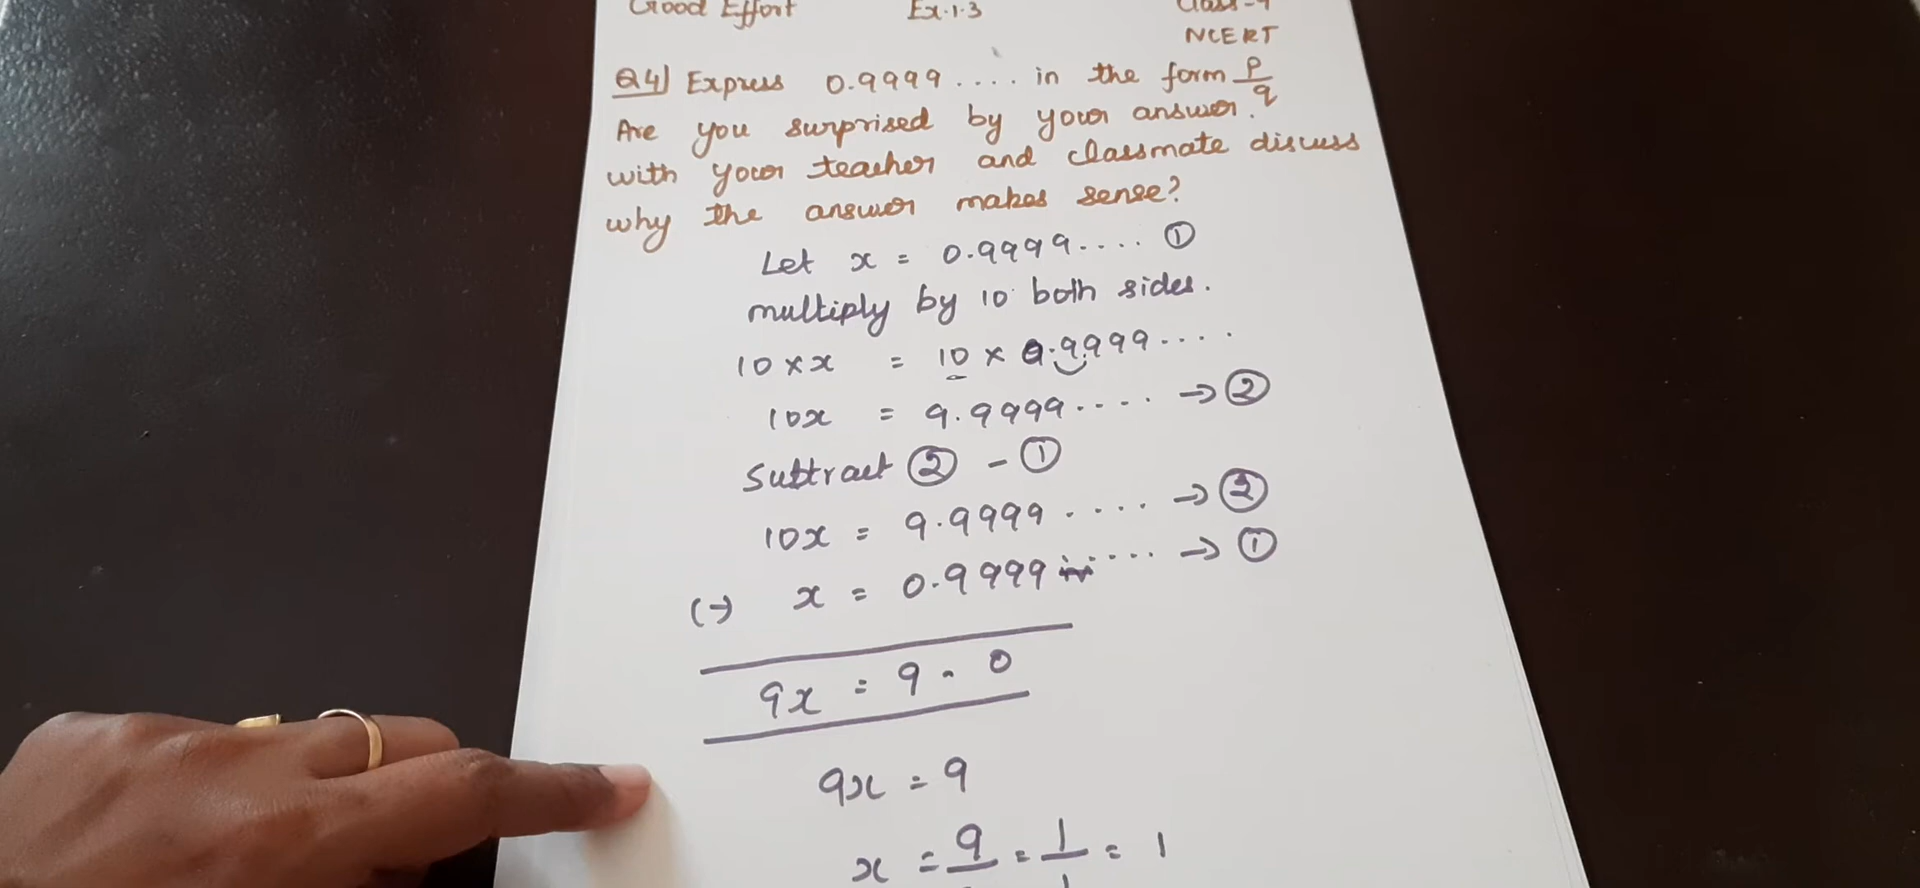 Good Effort Ex.1.3 Class-9
NCERT
Q4) Express 0.9999.... in the form p/q
Are you surprised by your answer?
with your teacher and classmate discuss
why the answer makes sense?
Let x = 0.9999.... ①
multiply by 10 both sides.
10 × x = 10 × 0.9999....
10x = 9.9999.... → ②
Subtract ② - ①
10x = 9.9999.... → ②
(-) x = 0.9999..... → ①
9x = 9.0
9x = 9
x = 9 = 1/1 = 1